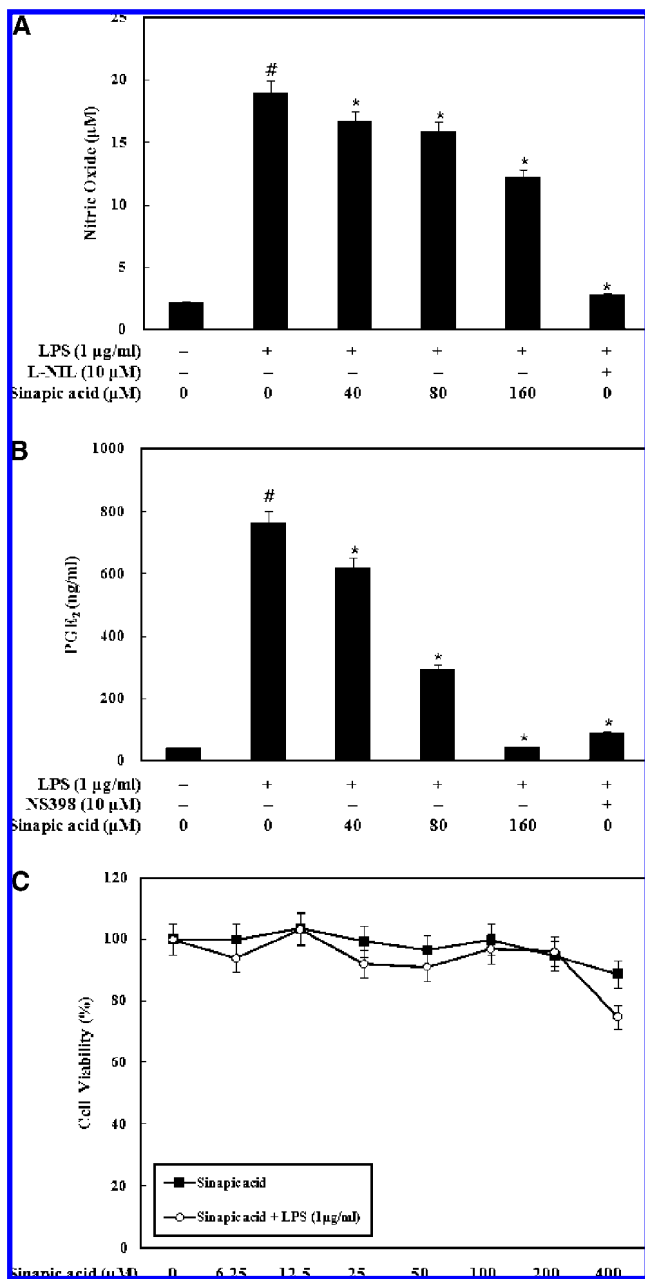 A
25
20
15
10
5
0
Nitric Oxide (µM)
#
*
*
*
*
LPS (1 µg/ml) – + + + + +
L-NIL (10 µM) – – – – – +
Sinapic acid (µM) 0 0 40 80 160 0
B
1000
800
600
400
200
0
PGE2 (ng/ml)
#
*
*
*
*
LPS (1 µg/ml) – + + + + +
NS398 (10 µM) – – – – – +
Sinapic acid (µM) 0 0 40 80 160 0
C
120
100
80
60
40
20
0
Cell Viability (%)
Sinapic acid
Sinapic acid + LPS (1µg/ml)
Sinapic acid (µM) 0 6.25 12.5 25 50 100 200 400